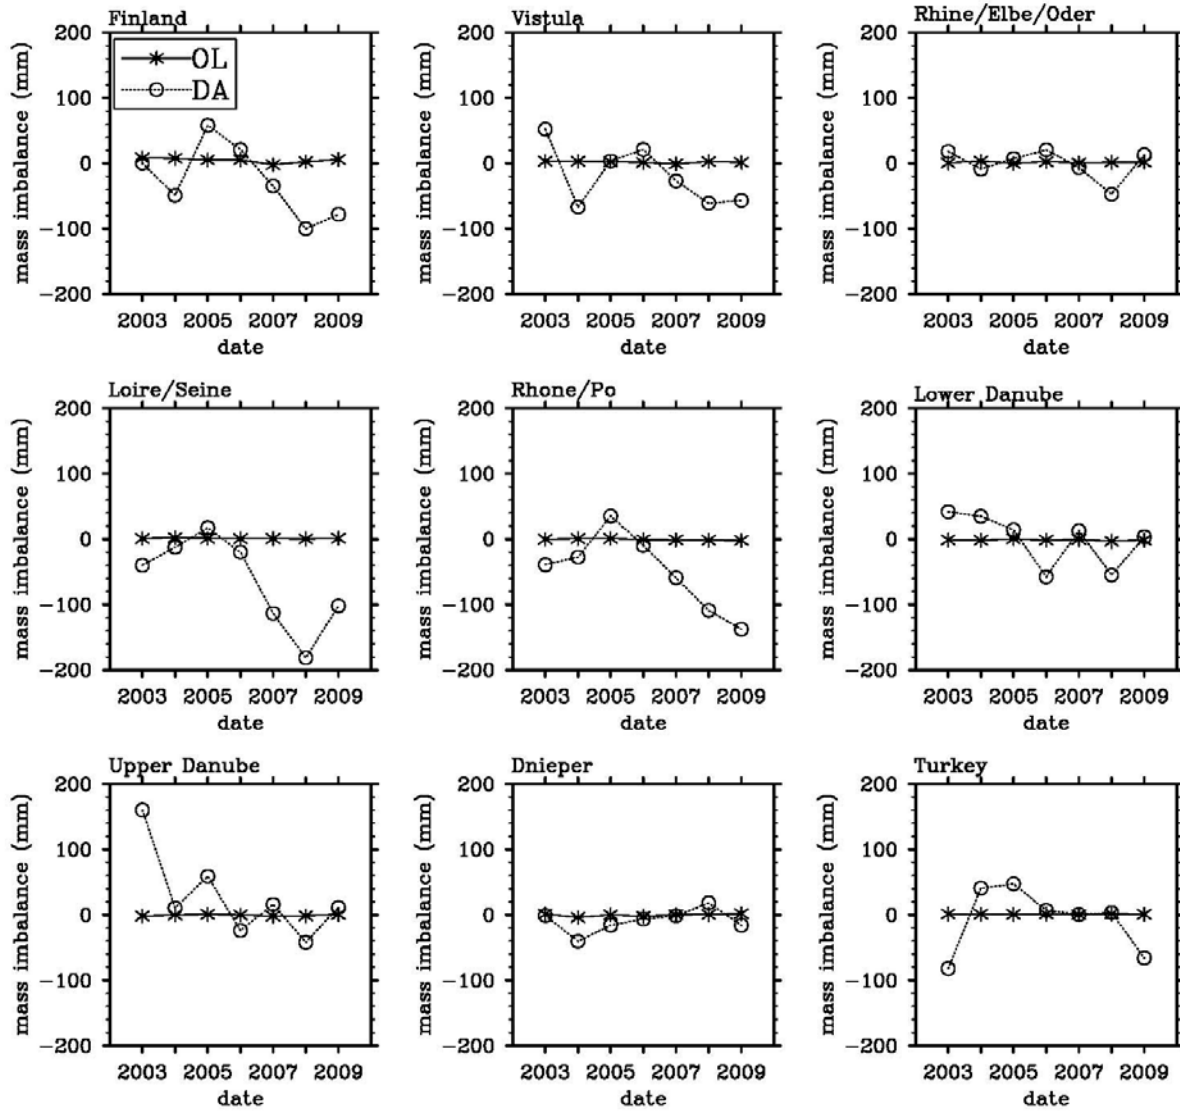 Finland
200
100
0
−100
−200
mass imbalance (mm)
OL
DA
2003 2005 2007 2009
date
Vistula
200
100
0
−100
−200
mass imbalance (mm)
2003 2005 2007 2009
date
Rhine/Elbe/Oder
200
100
0
−100
−200
mass imbalance (mm)
2003 2005 2007 2009
date
Loire/Seine
200
100
0
−100
−200
mass imbalance (mm)
2003 2005 2007 2009
date
Rhone/Po
200
100
0
−100
−200
mass imbalance (mm)
2003 2005 2007 2009
date
Lower Danube
200
100
0
−100
−200
mass imbalance (mm)
2003 2005 2007 2009
date
Upper Danube
200
100
0
−100
−200
mass imbalance (mm)
2003 2005 2007 2009
date
Dnieper
200
100
0
−100
−200
mass imbalance (mm)
2003 2005 2007 2009
date
Turkey
200
100
0
−100
−200
mass imbalance (mm)
2003 2005 2007 2009
date